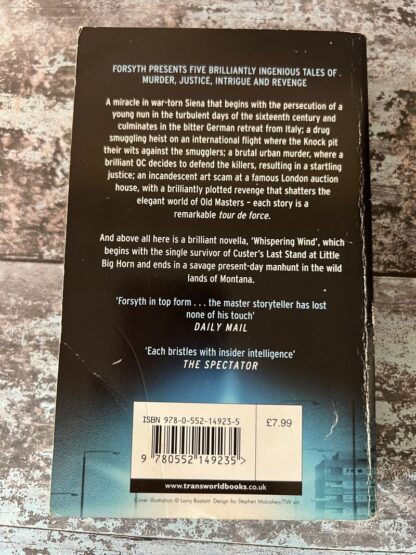 FORSYTH PRESENTS FIVE BRILLIANTLY INGENIOUS TALES OF
MURDER, JUSTICE, INTRIGUE AND REVENGE
A miracle in war-torn Siena that begins with the persecution of a
young nun in the turbulent days of the sixteenth century and
culminates in the bitter German retreat from Italy; a drug
smuggling heist on an international flight where the Knock pit
their wits against the smugglers; a brutal urban murder, where a
brilliant QC decides to defend the killers, resulting in a startling
justice; an incandescent art scam at a famous London auction
house, with a brilliantly plotted revenge that shatters the
elegant world of Old Masters – each story is a
remarkable tour de force.
And above all here is a brilliant novella, 'Whispering Wind', which
begins with the single survivor of Custer's Last Stand at Little
Big Horn and ends in a savage present-day manhunt in the wild
lands of Montana.
'Forsyth in top form . . . the master storyteller has lost
none of his touch'
DAILY MAIL
'Each bristles with insider intelligence'
THE SPECTATOR
ISBN 978-0-552-14923-5
£7.99
9 780552 149235>
www.transworldbooks.co.uk
Cover illustration © Larry Rostant Design by Stephen Mulcahey/TW art